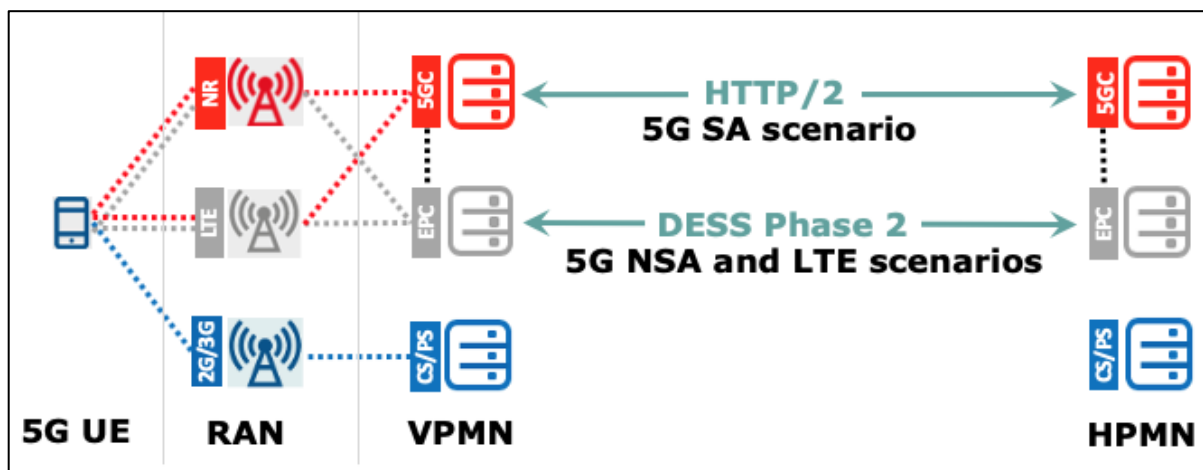 NR
5GC
HTTP/2
5G SA scenario
5GC
LTE
EPC
DESS Phase 2
5G NSA and LTE scenarios
EPC
2G/3G
CS/PS
CS/PS
5G UE
RAN
VPMN
HPMN